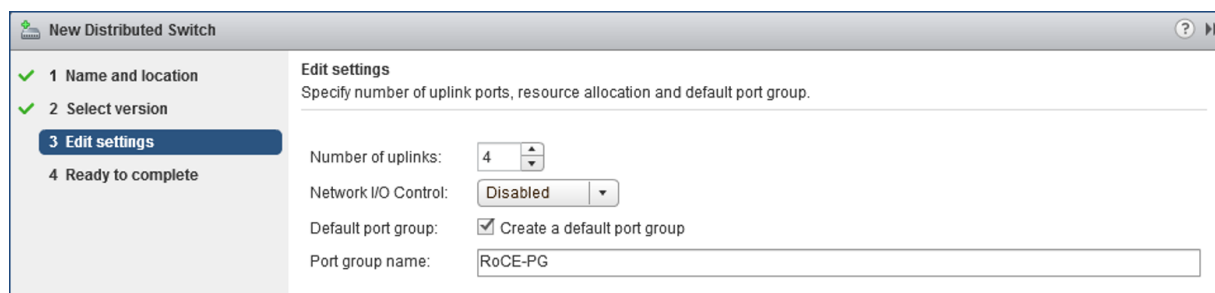 New Distributed Switch
?
1 Name and location
2 Select version
3 Edit settings
4 Ready to complete
Edit settings
Specify number of uplink ports, resource allocation and default port group.
Number of uplinks: 4
Network I/O Control: Disabled
Default port group: Create a default port group
Port group name: RoCE-PG